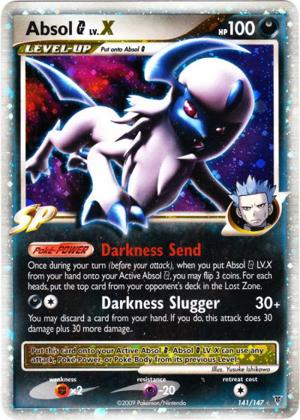 Absol G LV.X HP100
LEVEL-UP Put onto Absol G
SP
Poké-POWER Darkness Send
Once during your turn (before your attack), when you put Absol G LV.X
from your hand onto your Active Absol G, you may flip 3 coins. For each
heads, put the top card from your opponent's deck in the Lost Zone.
Darkness Slugger 30+
You may discard a card from your hand. If you do, this attack does 30
damage plus 30 more damage.
Put this card onto your Active Absol G. Absol G LV.X can use any
attack, Poké-Power, or Poké-Body from its previous Level.
Illus. Yusuke Ishikawa
weakness resistance retreat cost
×2 -20
©2009 Pokémon/Nintendo 141/147